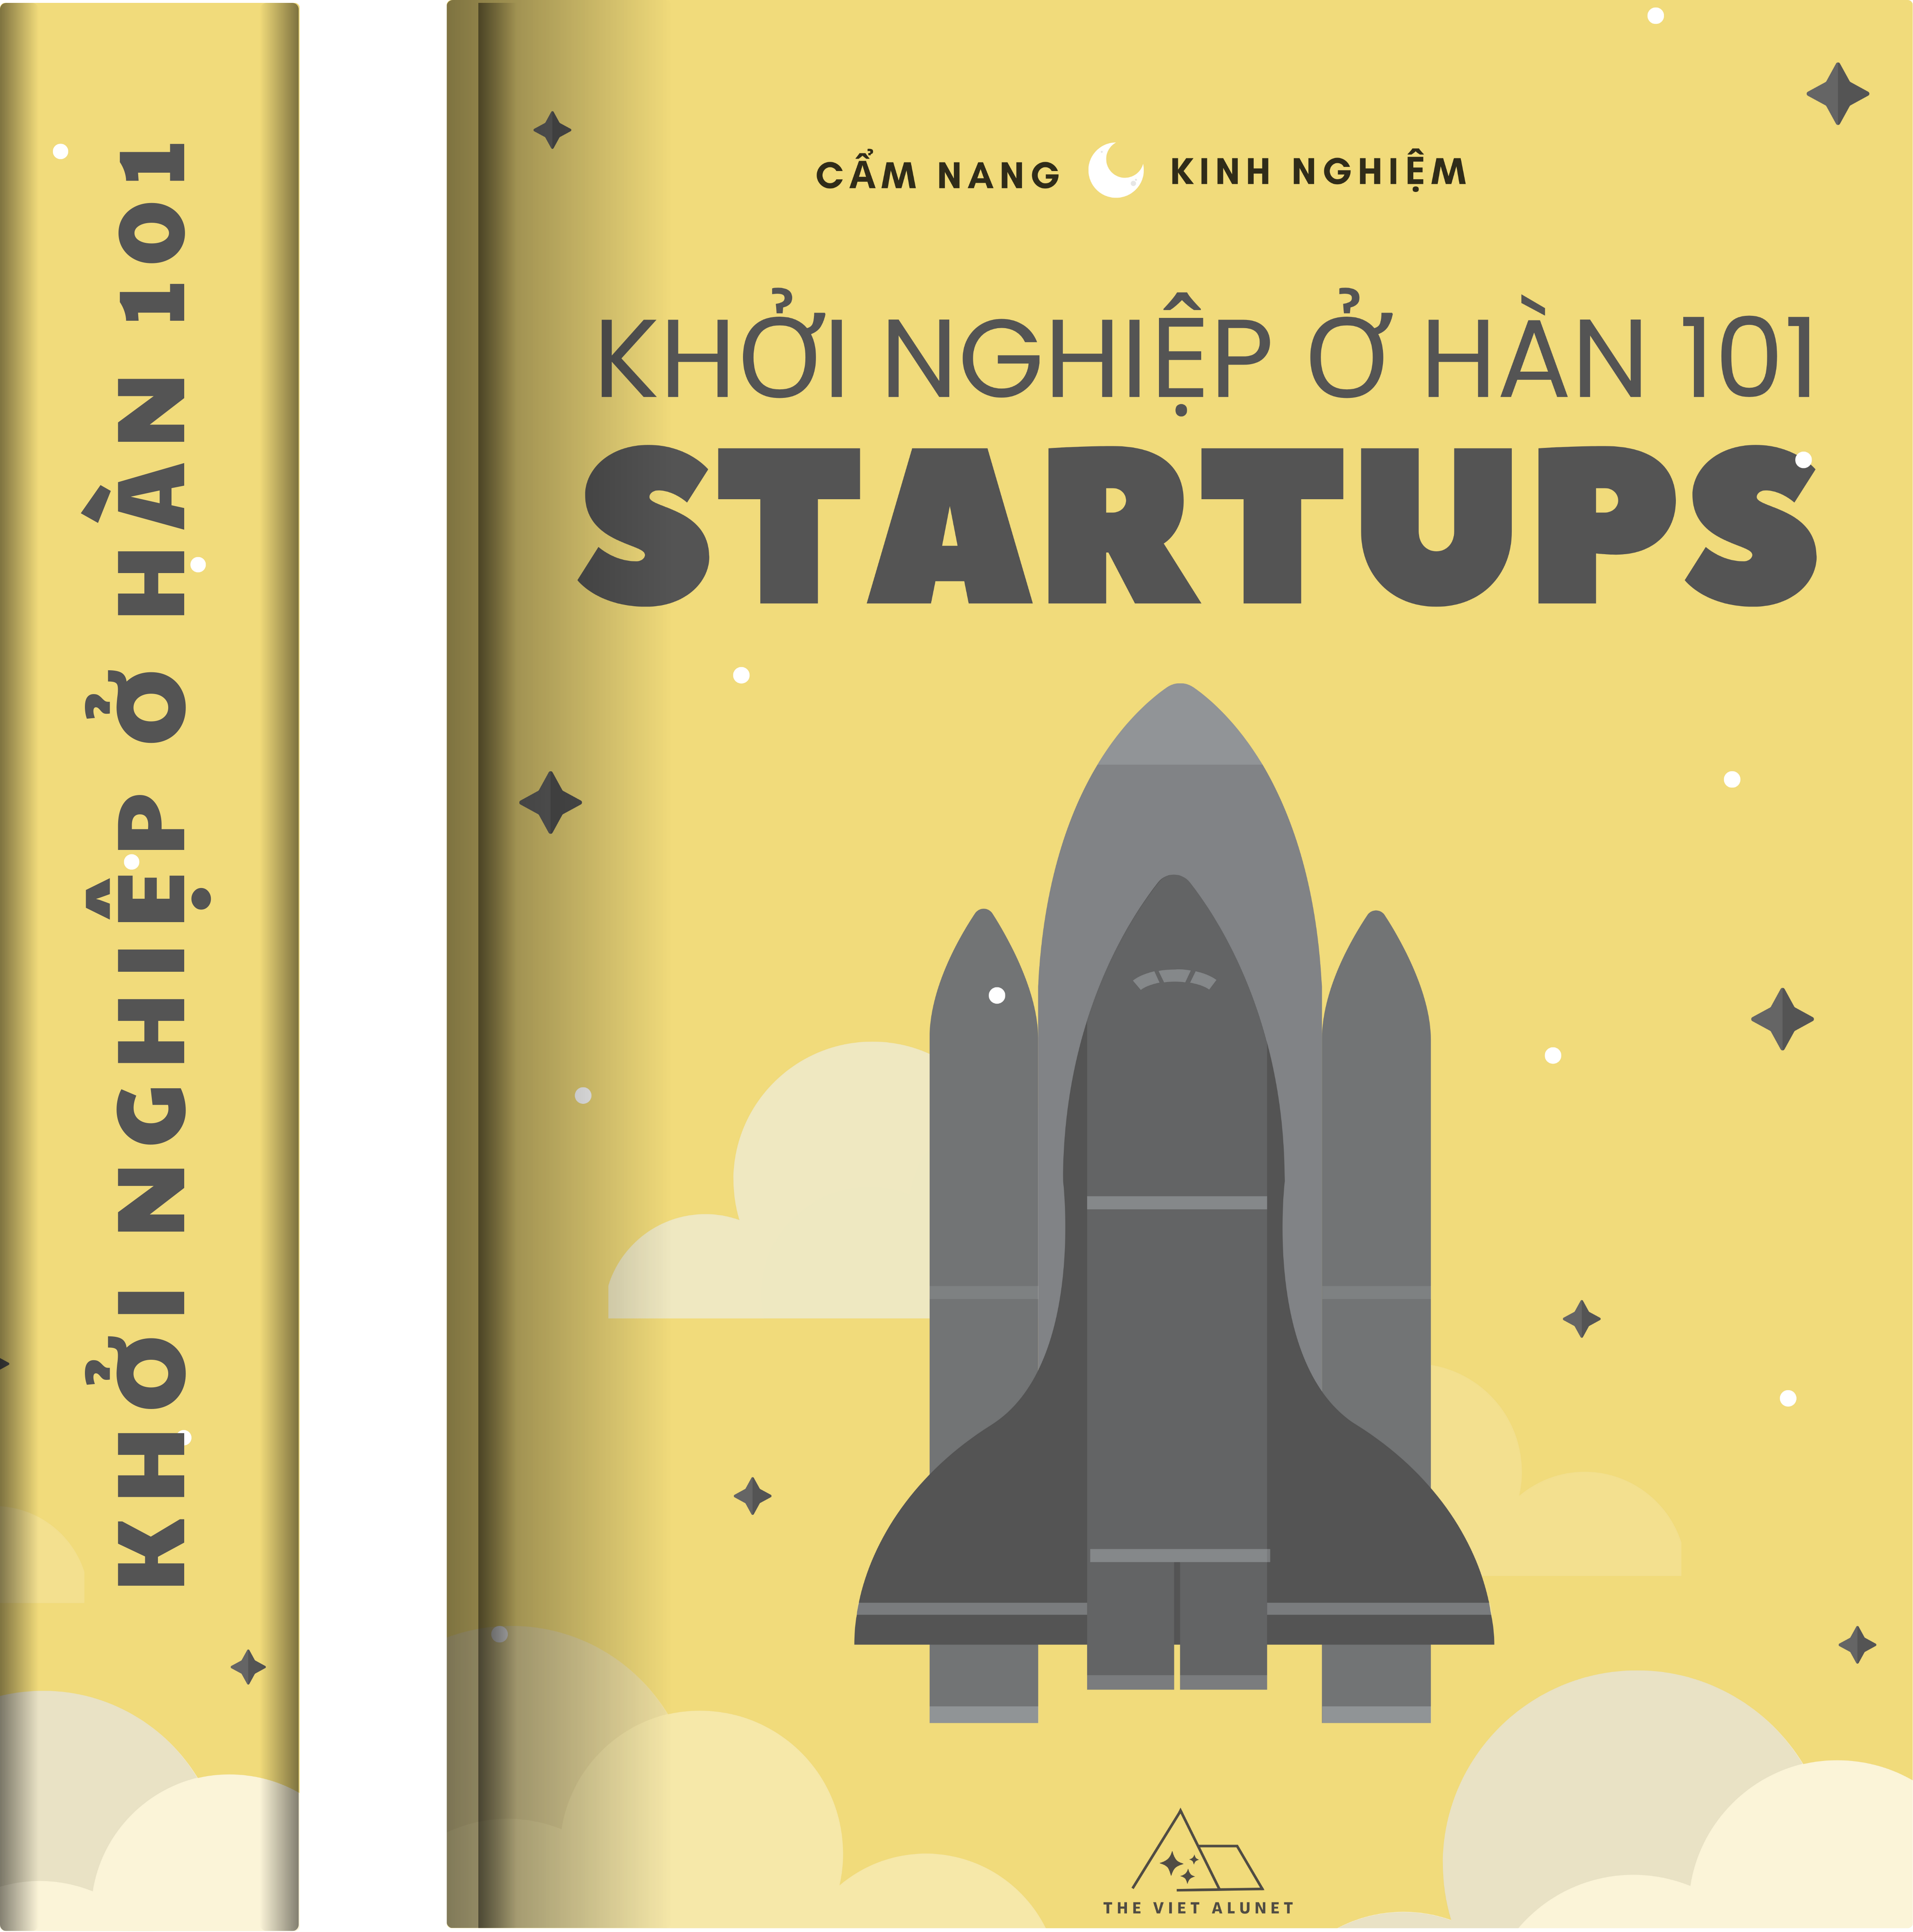 KHỞI NGHIỆP Ở HÀN 101
CẨM NANG KINH NGHIỆM
KHỞI NGHIỆP Ở HÀN 101
STARTUPS
THE VIET ALUNET